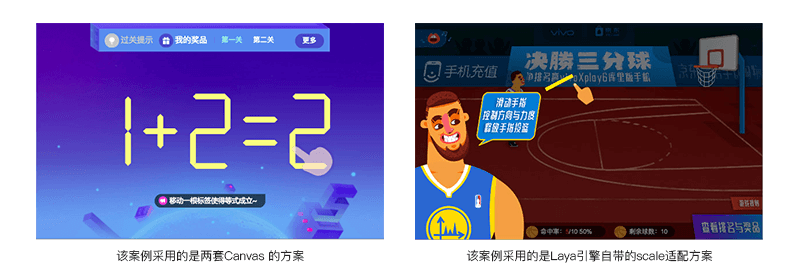 过关提示 我的奖品 第一关 第二关 更多
1+2=2
移动一根标签使得等式成立~
该案例采用的是两套Canvas 的方案
vivo
手机充值
决勝三分球
滑动手指
控制方向与力度
释放手指投篮
命中率: 5/10 50%
剩余球数: 10
查看排名与奖品
该案例采用的是Laya引擎自带的scale适配方案